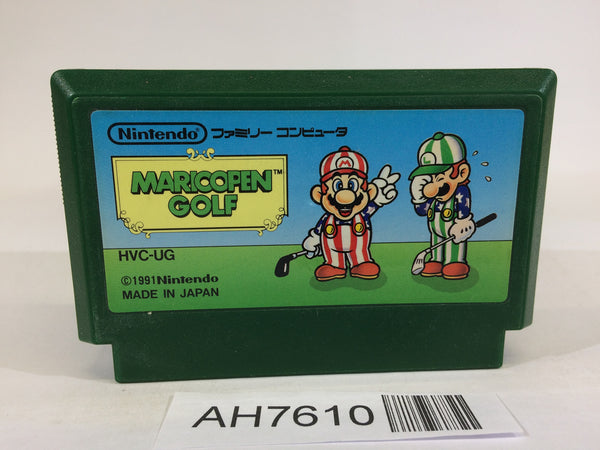 Nintendo ファミリー コンピュータ
MARIOOPEN™
GOLF
HVC-UG
©1991Nintendo
MADE IN JAPAN
M
L
AH7610